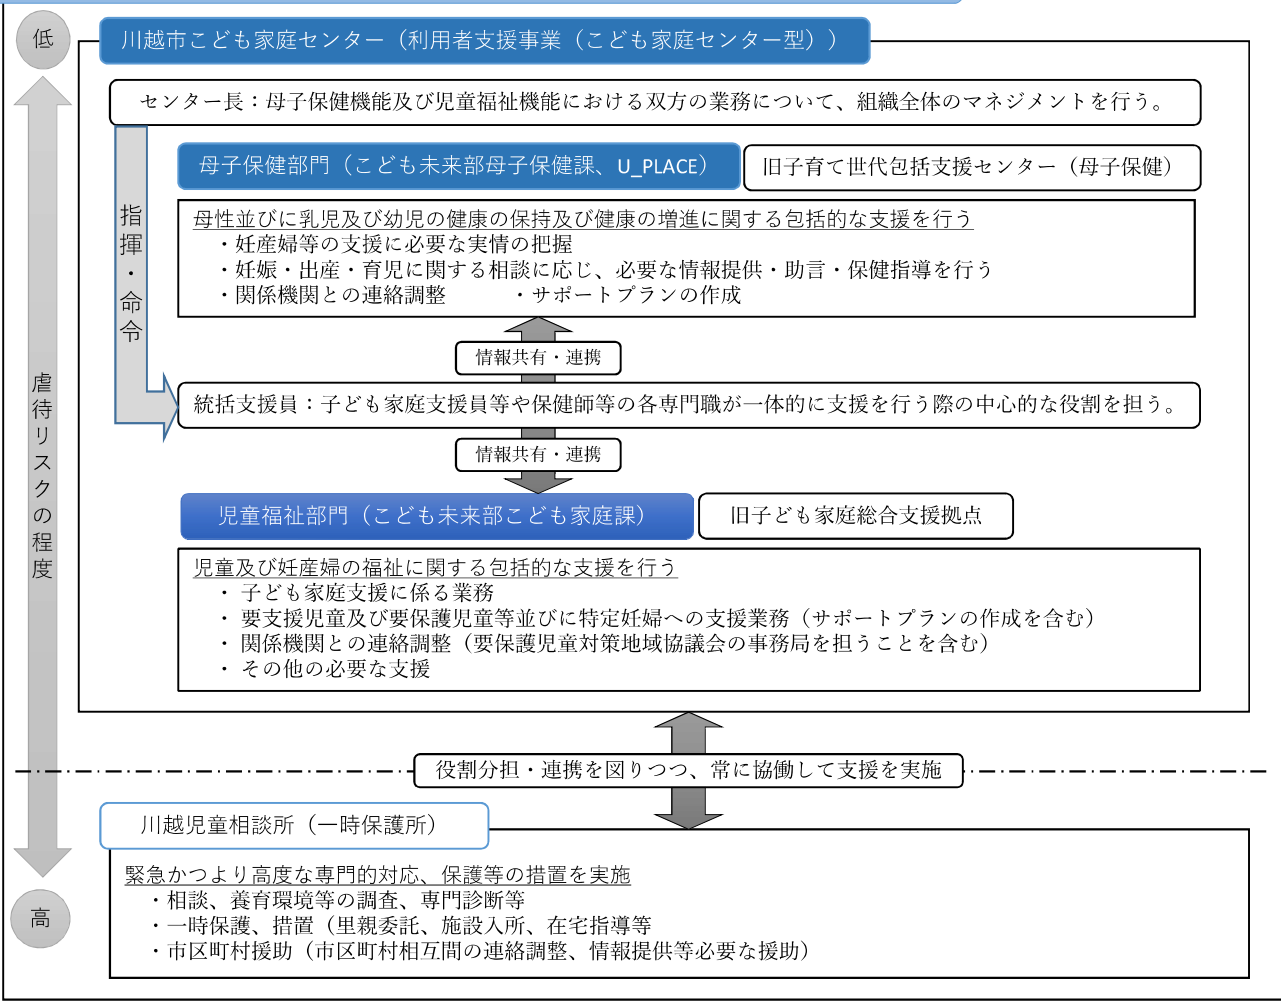 低
川越市こども家庭センター（利用者支援事業（こども家庭センター型））
センター長：母子保健機能及び児童福祉機能における双方の業務について、組織全体のマネジメントを行う。
母子保健部門（こども未来部母子保健課、U_PLACE）
旧子育て世代包括支援センター（母子保健）
指揮・命令
母性並びに乳児及び幼児の健康の保持及び健康の増進に関する包括的な支援を行う
・妊産婦等の支援に必要な実情の把握
・妊娠・出産・育児に関する相談に応じ、必要な情報提供・助言・保健指導を行う
・関係機関との連絡調整　　　・サポートプランの作成
情報共有・連携
統括支援員：子ども家庭支援員等や保健師等の各専門職が一体的に支援を行う際の中心的な役割を担う。
情報共有・連携
虐待リスクの程度
児童福祉部門（こども未来部こども家庭課）
旧子ども家庭総合支援拠点
児童及び妊産婦の福祉に関する包括的な支援を行う
・ 子ども家庭支援に係る業務
・ 要支援児童及び要保護児童等並びに特定妊婦への支援業務（サポートプランの作成を含む）
・ 関係機関との連絡調整（要保護児童対策地域協議会の事務局を担うことを含む）
・ その他の必要な支援
役割分担・連携を図りつつ、常に協働して支援を実施
川越児童相談所（一時保護所）
緊急かつより高度な専門的対応、保護等の措置を実施
・相談、養育環境等の調査、専門診断等
・一時保護、措置（里親委託、施設入所、在宅指導等
・市区町村援助（市区町村相互間の連絡調整、情報提供等必要な援助）
高